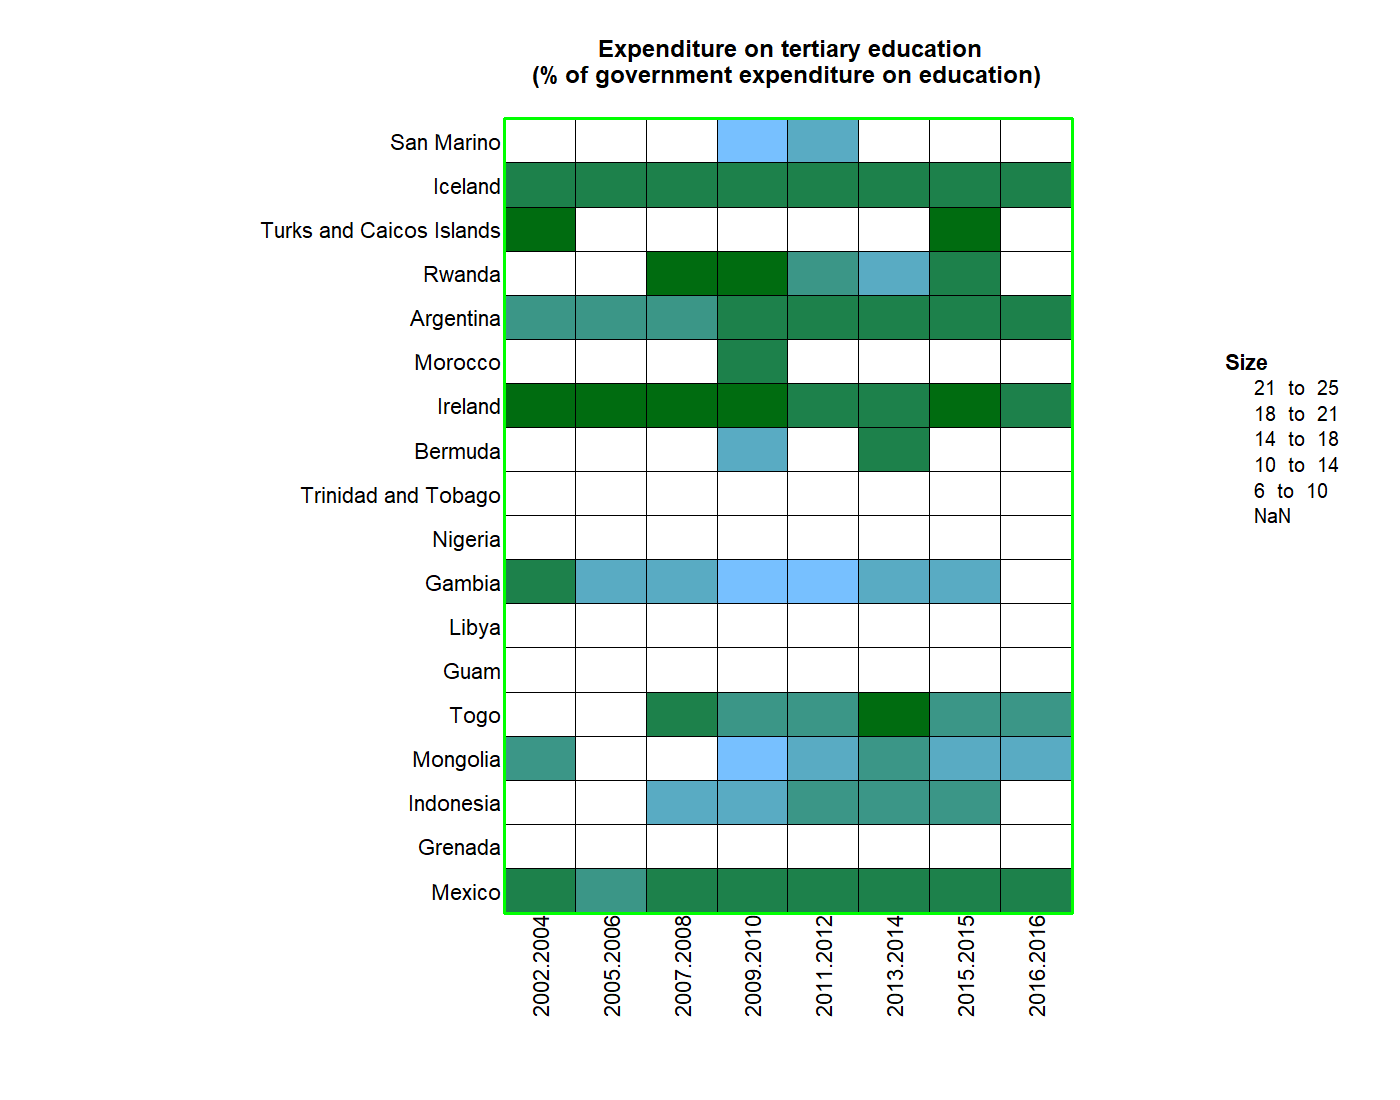 Expenditure on tertiary education
(% of government expenditure on education)
San Marino
Iceland
Turks and Caicos Islands
Rwanda
Argentina
Morocco
Ireland
Bermuda
Trinidad and Tobago
Nigeria
Gambia
Libya
Guam
Togo
Mongolia
Indonesia
Grenada
Mexico
2002.2004
2005.2006
2007.2008
2009.2010
2011.2012
2013.2014
2015.2015
2016.2016
Size
21 to 25
18 to 21
14 to 18
10 to 14
6 to 10
NaN